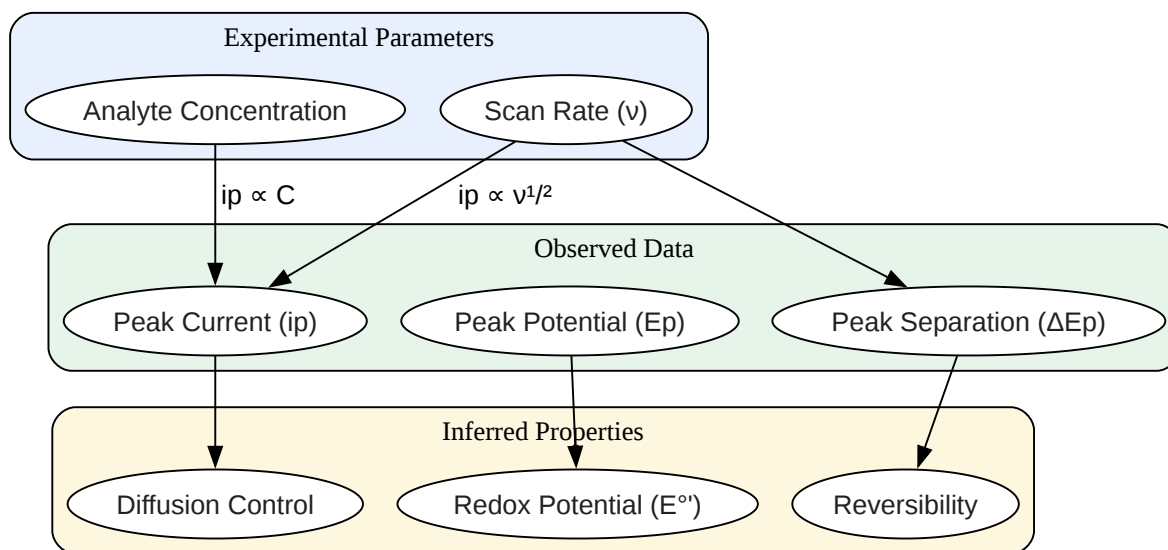 Experimental Parameters
Analyte Concentration
Scan Rate (ν)
ip ∝ C
ip ∝ ν¹/²
Observed Data
Peak Current (ip)
Peak Potential (Ep)
Peak Separation (ΔEp)
Inferred Properties
Diffusion Control
Redox Potential (E°')
Reversibility